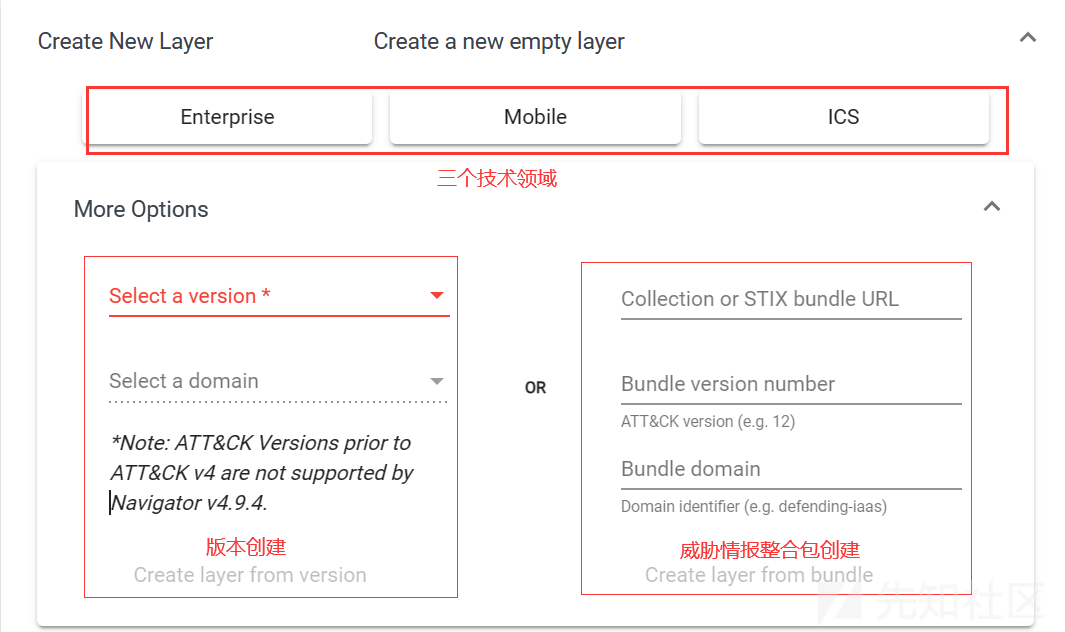 Create New Layer
Create a new empty layer
Enterprise
Mobile
ICS
三个技术领域
More Options
Select a version *
Select a domain
*Note: ATT&CK Versions prior to
ATT&CK v4 are not supported by
Navigator v4.9.4.
版本创建
Create layer from version
OR
Collection or STIX bundle URL
Bundle version number
ATT&CK version (e.g. 12)
Bundle domain
Domain identifier (e.g. defending-iaas)
威胁情报整合包创建
Create layer from bundle
先知社区